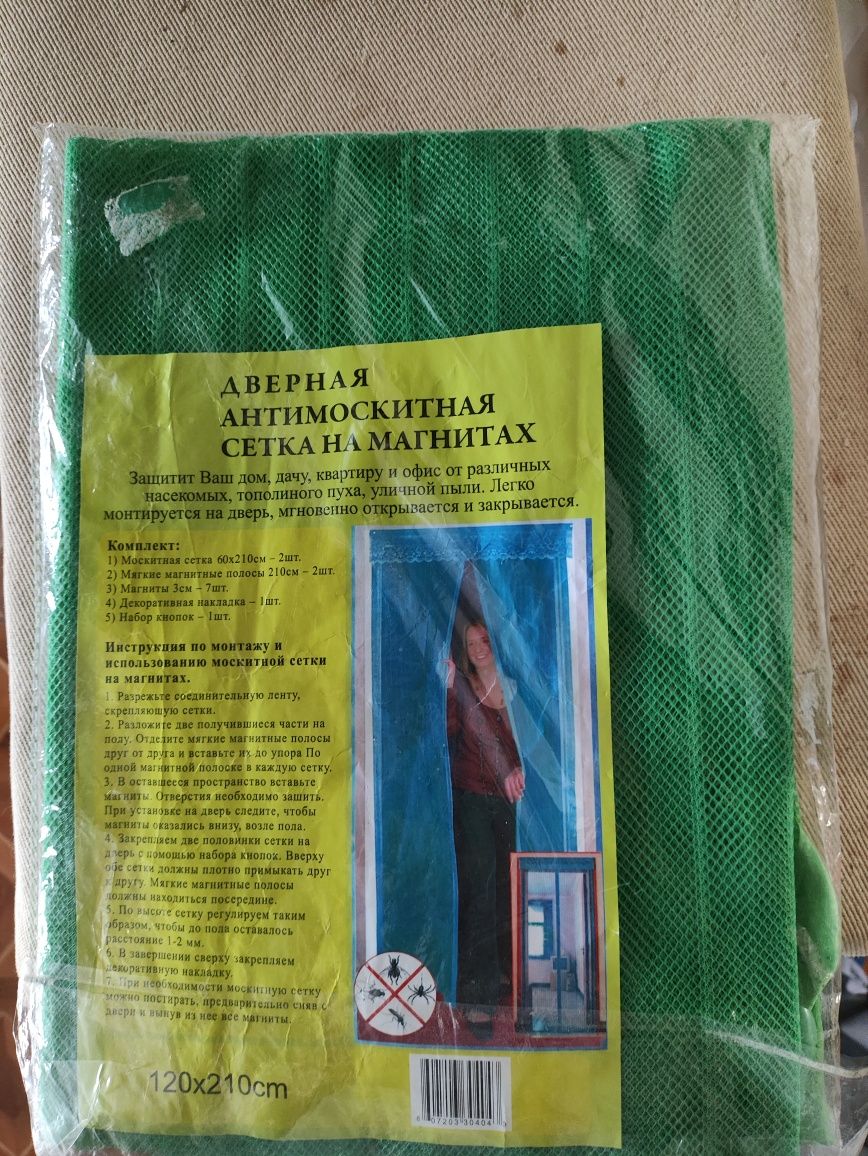 ДВЕРНАЯ
АНТИМОСКИТНАЯ
СЕТКА НА МАГНИТАХ
Защитит Ваш дом, дачу, квартиру и офис от различных
насекомых, тополиного пуха, уличной пыли. Легко
монтируется на дверь, мгновенно открывается и закрывается.
Комплект:
1) Москитная сетка 60х210см – 2шт.
2) Мягкие магнитные полосы 210см – 2шт.
3) Магниты 3см – 7шт.
4) Декоративная накладка – 1шт.
5) Набор кнопок – 1шт.
Инструкция по монтажу и
использованию москитной сетки
на магнитах.
1. Разрежьте соединительную ленту,
скрепляющую сетки.
2. Разложите две получившиеся части на
полу. Отделите мягкие магнитные полосы
друг от друга и вставьте их до упора По
одной магнитной полоске в каждую сетку.
3. В оставшееся пространство вставьте
магниты. Отверстия необходимо зашить.
При установке на дверь следите, чтобы
магниты оказались внизу, возле пола.
4. Закрепляем две половинки сетки на
дверь с помощью набора кнопок. Вверху
обе сетки должны плотно примыкать друг
к другу. Мягкие магнитные полосы
должны находиться посередине.
5. По высоте сетку регулируем таким
образом, чтобы до пола оставалось
расстояние 1-2 мм.
6. В завершении сверху закрепляем
декоративную накладку.
7. При необходимости москитную сетку
можно постирать, предварительно сняв с
двери и вынув из нее все магниты.
120x210cm
6 07203 30404 9